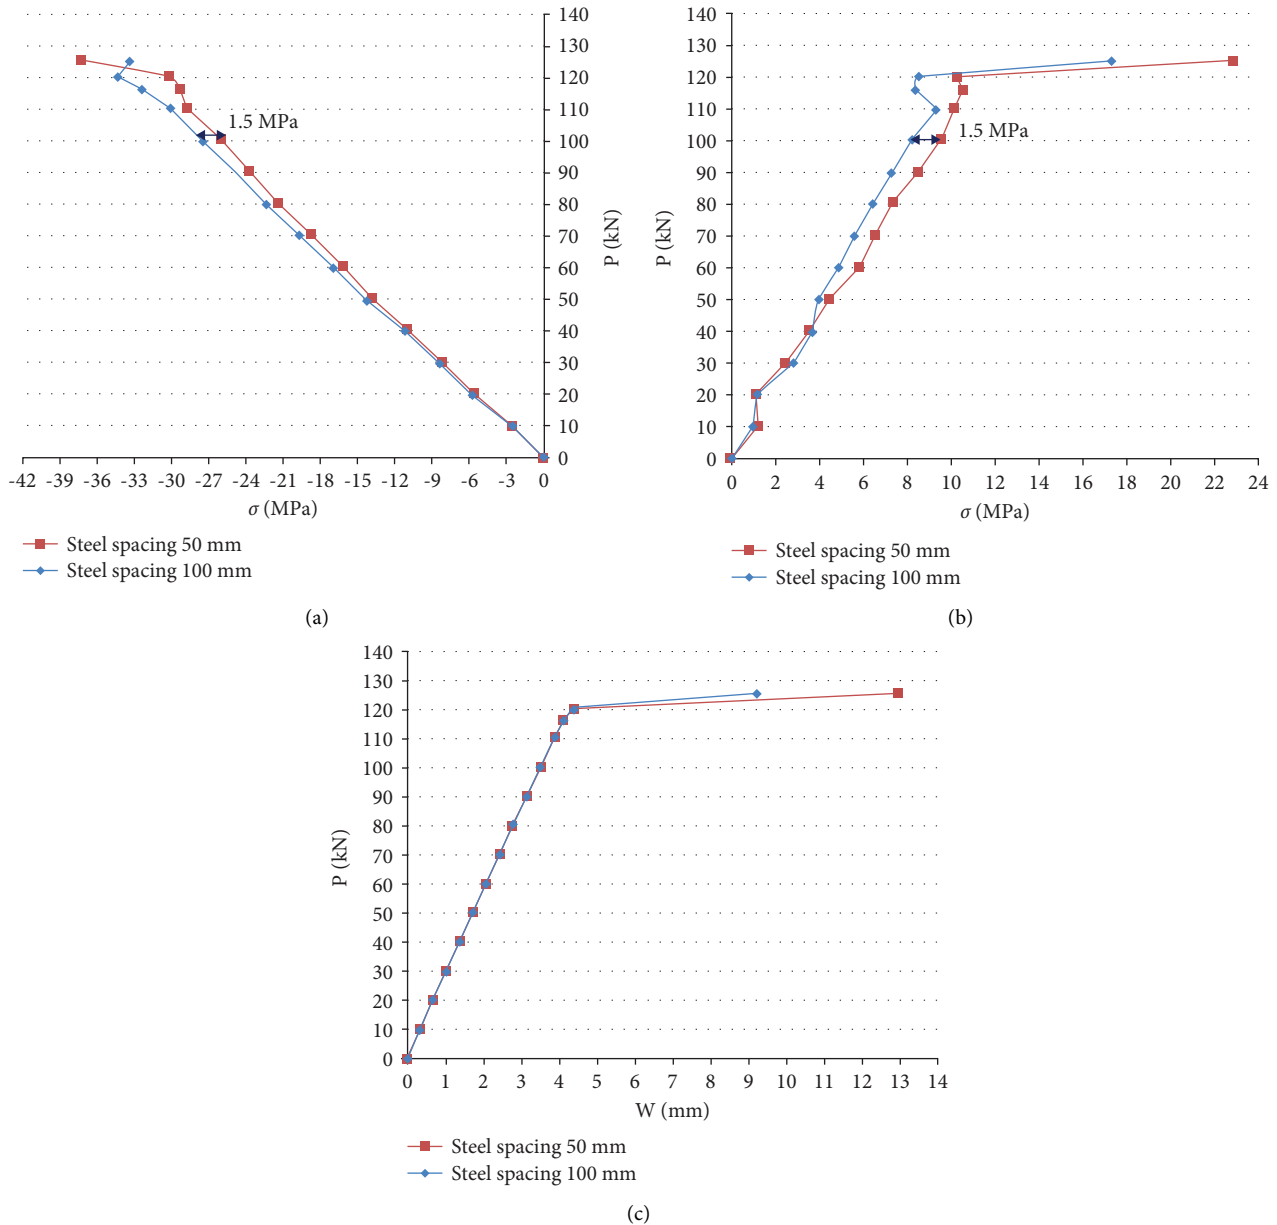 140
130
120
110
100
90
80
70
60
50
40
30
20
10
0
P (kN)
1.5 MPa
-42 -39 -36 -33 -30 -27 -24 -21 -18 -15 -12 -9 -6 -3 0
σ (MPa)
Steel spacing 50 mm
Steel spacing 100 mm
(a)
140
130
120
110
100
90
80
70
60
50
40
30
20
10
0
P (kN)
1.5 MPa
0 2 4 6 8 10 12 14 16 18 20 22 24
σ (MPa)
Steel spacing 50 mm
Steel spacing 100 mm
(b)
140
130
120
110
100
90
80
70
60
50
40
30
20
10
0
P (kN)
0 1 2 3 4 5 6 7 8 9 10 11 12 13 14
W (mm)
Steel spacing 50 mm
Steel spacing 100 mm
(c)